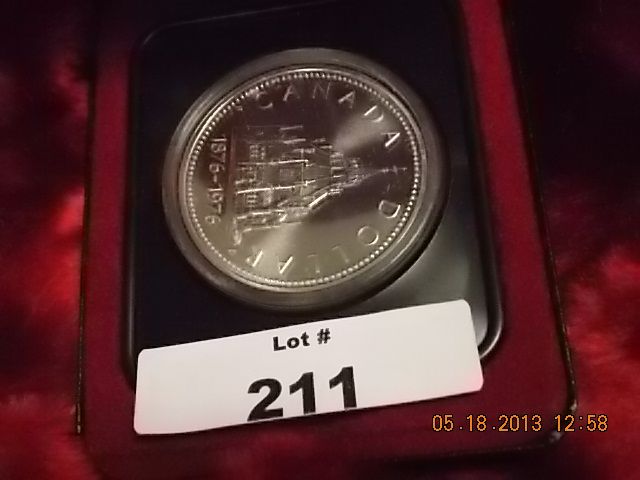 CANADA
DOLLAR
1876-1976
Lot #
211
05.18.2013 12:58